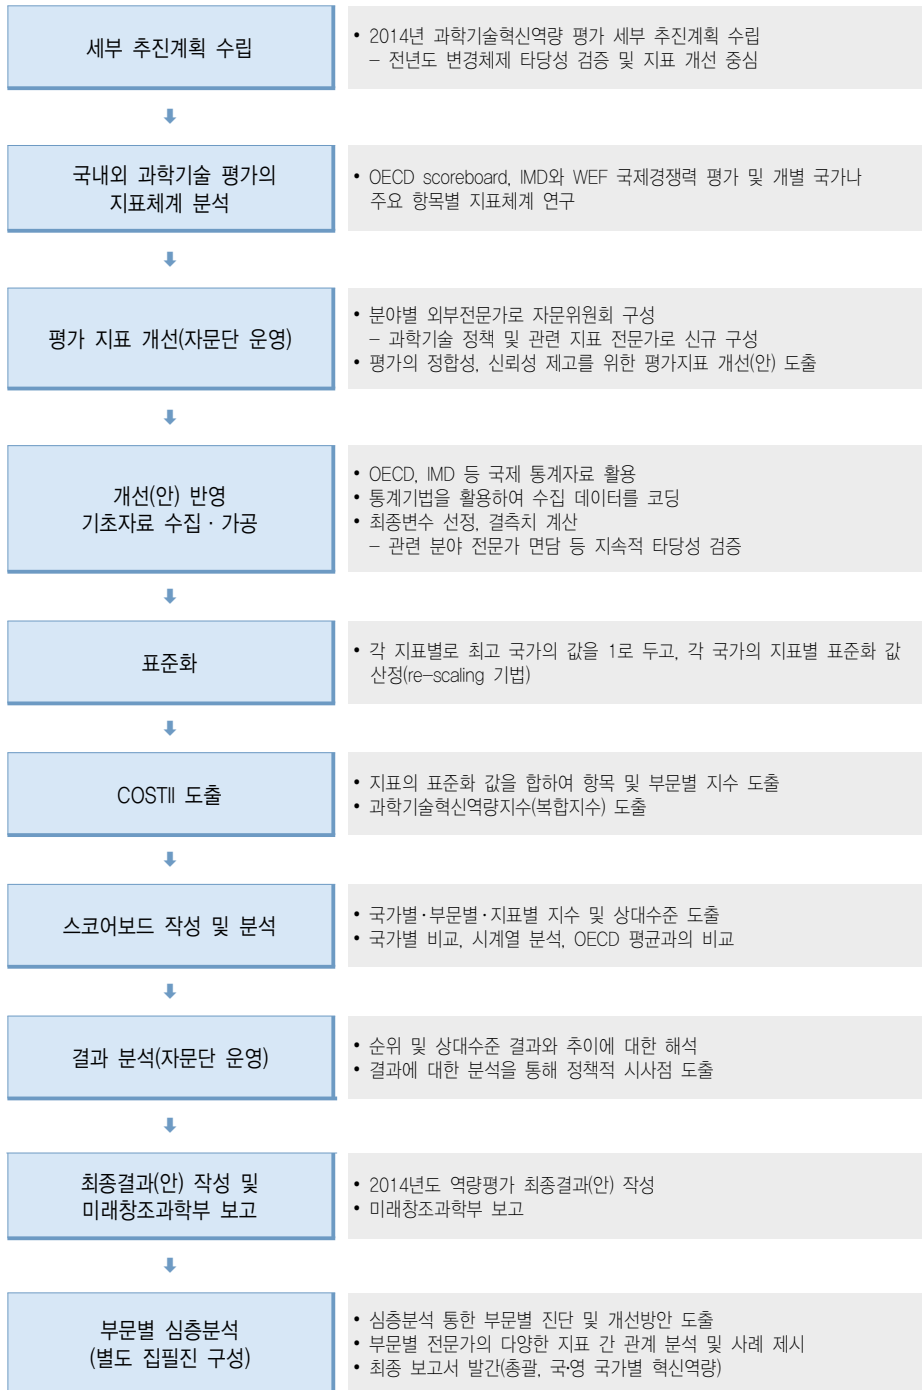 세부 추진계획 수립
• 2014년 과학기술혁신역량 평가 세부 추진계획 수립
– 전년도 변경체제 타당성 검증 및 지표 개선 중심
국내외 과학기술 평가의
지표체계 분석
• OECD scoreboard, IMD와 WEF 국제경쟁력 평가 및 개별 국가나
주요 항목별 지표체계 연구
평가 지표 개선(자문단 운영)
• 분야별 외부전문가로 자문위원회 구성
– 과학기술 정책 및 관련 지표 전문가로 신규 구성
• 평가의 정합성, 신뢰성 제고를 위한 평가지표 개선(안) 도출
개선(안) 반영
기초자료 수집·가공
• OECD, IMD 등 국제 통계자료 활용
• 통계기법을 활용하여 수집 데이터를 코딩
• 최종변수 선정, 결측치 계산
– 관련 분야 전문가 면담 등 지속적 타당성 검증
표준화
• 각 지표별로 최고 국가의 값을 1로 두고, 각 국가의 지표별 표준화 값
산정(re-scaling 기법)
COSTII 도출
• 지표의 표준화 값을 합하여 항목 및 부문별 지수 도출
• 과학기술혁신역량지수(복합지수) 도출
스코어보드 작성 및 분석
• 국가별·부문별·지표별 지수 및 상대수준 도출
• 국가별 비교, 시계열 분석, OECD 평균과의 비교
결과 분석(자문단 운영)
• 순위 및 상대수준 결과와 추이에 대한 해석
• 결과에 대한 분석을 통해 정책적 시사점 도출
최종결과(안) 작성 및
미래창조과학부 보고
• 2014년도 역량평가 최종결과(안) 작성
• 미래창조과학부 보고
부문별 심층분석
(별도 집필진 구성)
• 심층분석 통한 부문별 진단 및 개선방안 도출
• 부문별 전문가의 다양한 지표 간 관계 분석 및 사례 제시
• 최종 보고서 발간(총괄, 국·영 국가별 혁신역량)